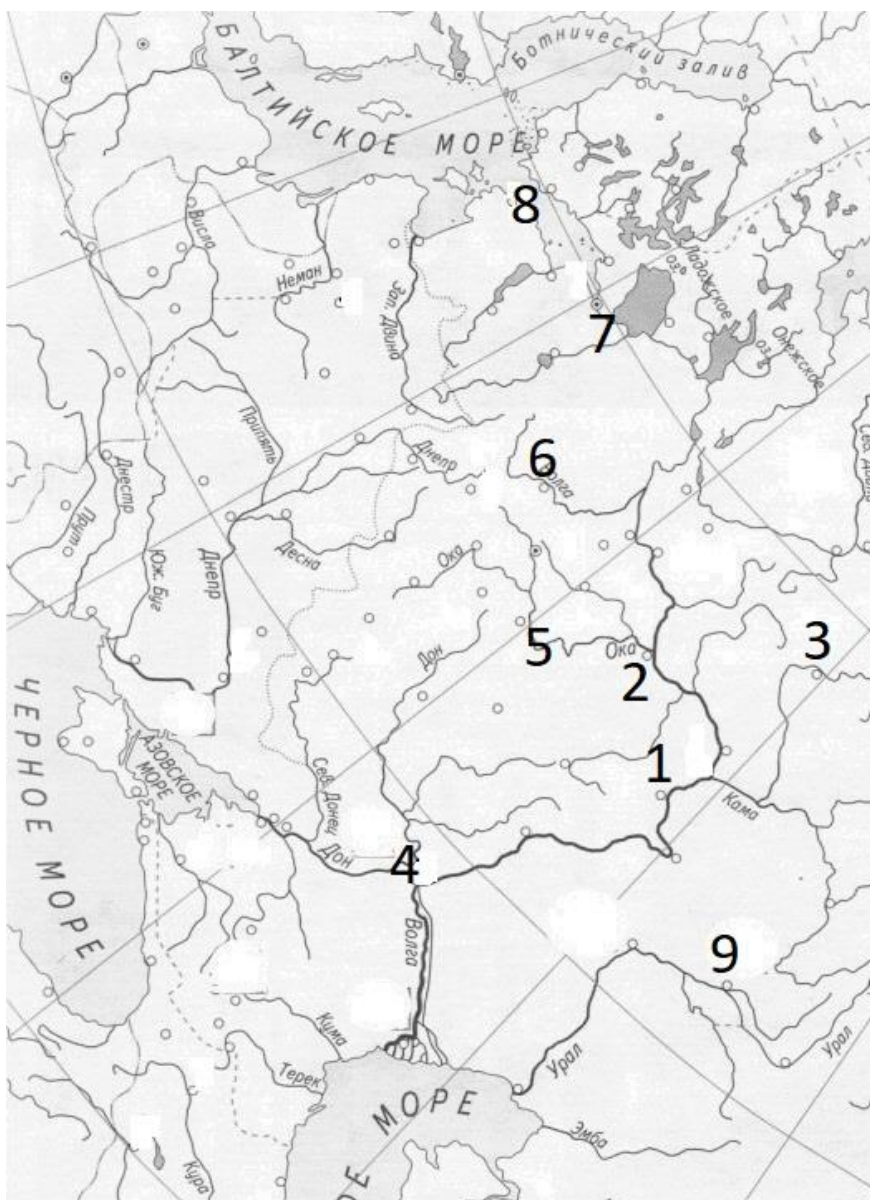 БАЛТИЙСКОЕ МОРЕ
Ботнический залив
8
Висла
Неман
Зап. Двина
7
Ладожское
оз.
Онежское
оз.
Припять
Днепр
6
Волга
Сев. Двина
Днестр
Прут
Юж. Буг
Днепр
Десна
Ока
Дон
5
Ока
2
3
ЧЕРНОЕ МОРЕ
АЗОВСКОЕ
МОРЕ
Сев. Донец
Дон
4
1
Кама
Волга
9
Кума
Терек
Урал
Урал
МОРЕ
Эмба
Кура